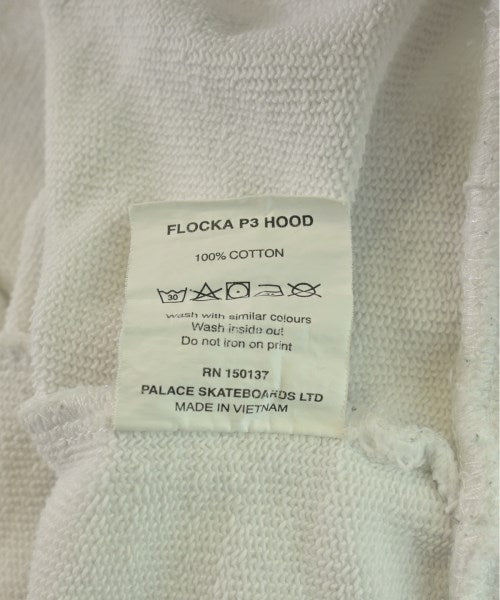 FLOCKA P3 HOOD
100% COTTON
30
wash with similar colours
Wash inside out
Do not iron on print
RN 150137
PALACE SKATEBOARDS LTD
MADE IN VIETNAM